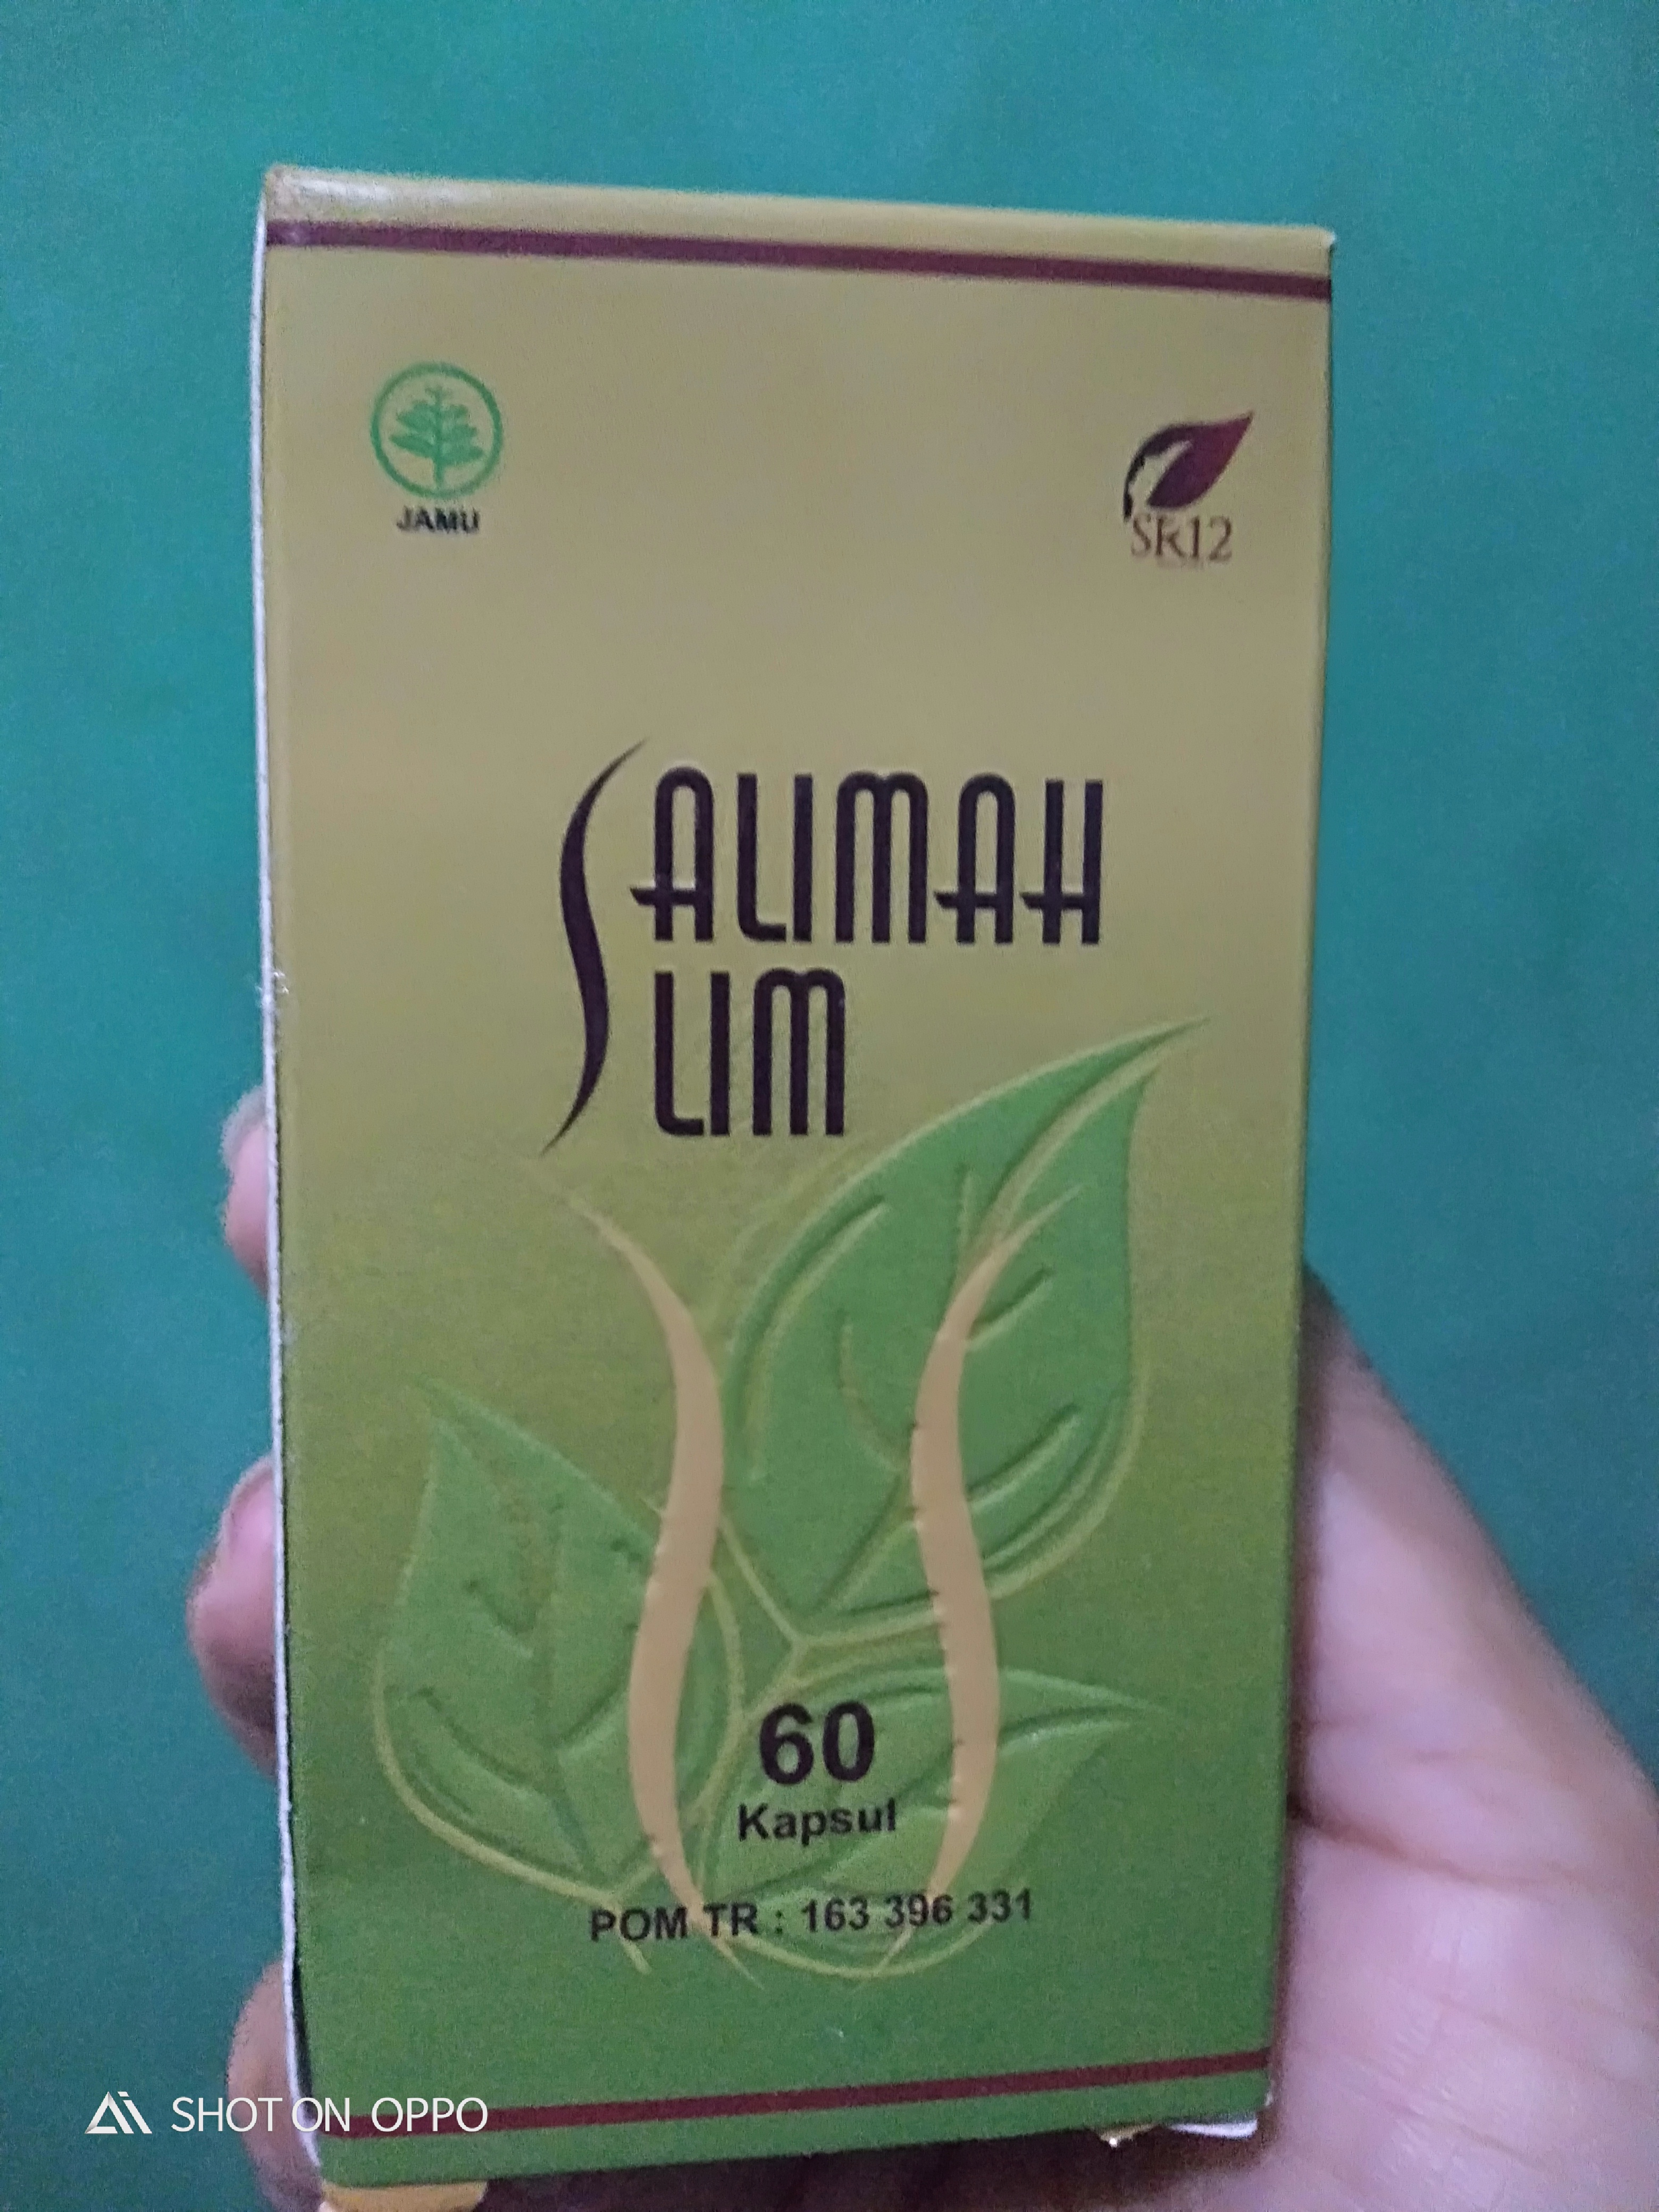 JAMU
SR12
SALIMAH
SLIM
60
Kapsul
POM TR : 163 396 331
SHOT ON OPPO